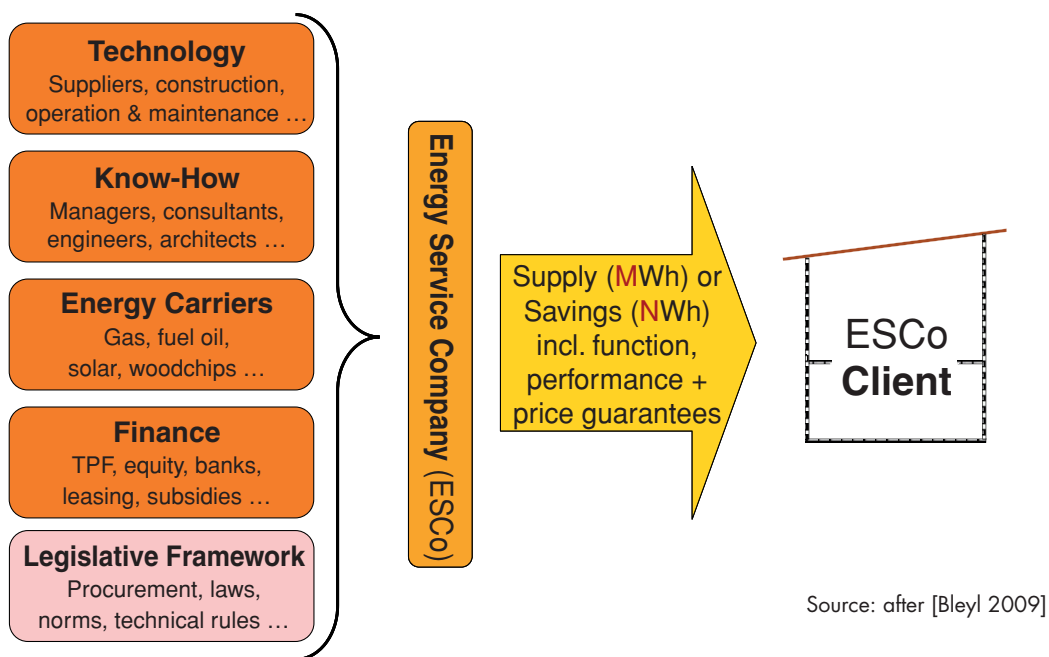 Technology
Suppliers, construction,
operation & maintenance …
Know-How
Managers, consultants,
engineers, architects …
Energy Carriers
Gas, fuel oil,
solar, woodchips …
Finance
TPF, equity, banks,
leasing, subsidies …
Legislative Framework
Procurement, laws,
norms, technical rules …
Energy Service Company (ESCo)
Supply (MWh) or
Savings (NWh)
incl. function,
performance +
price guarantees
ESCo
Client
Source: after [Bleyl 2009]